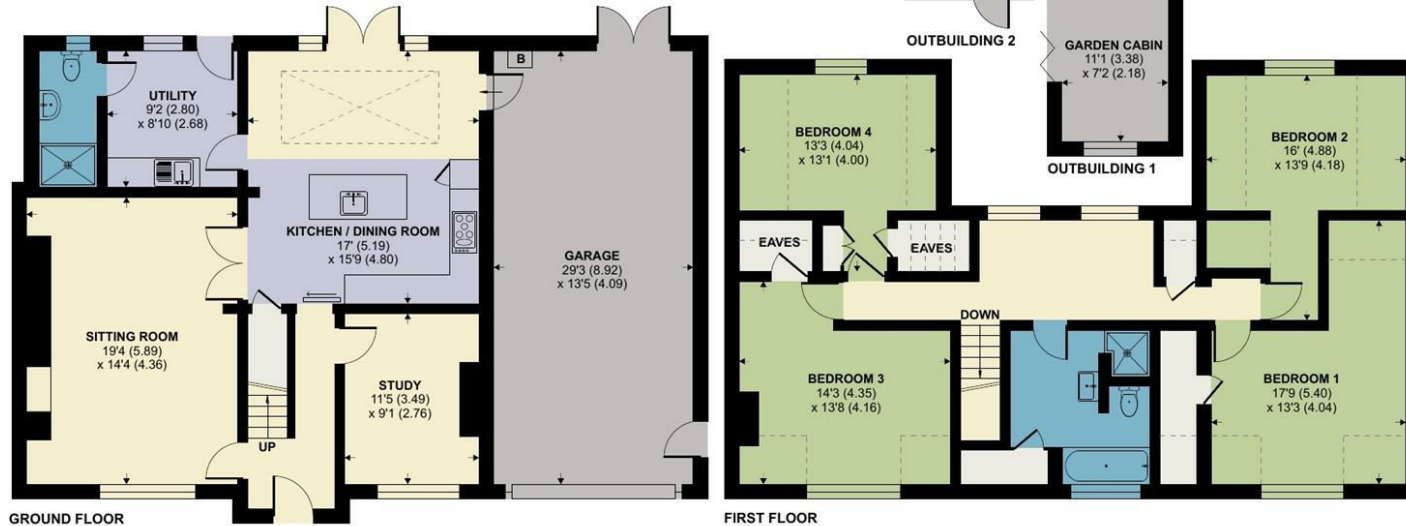 UTILITY
9'2 (2.80)
x 8'10 (2.68)
B
KITCHEN / DINING ROOM
17' (5.19)
x 15'9 (4.80)
GARAGE
29'3 (8.92)
x 13'5 (4.09)
SITTING ROOM
19'4 (5.89)
x 14'4 (4.36)
STUDY
11'5 (3.49)
x 9'1 (2.76)
UP
GROUND FLOOR
OUTBUILDING 2
GARDEN CABIN
11'1 (3.38)
x 7'2 (2.18)
OUTBUILDING 1
BEDROOM 4
13'3 (4.04)
x 13'1 (4.00)
BEDROOM 2
16' (4.88)
x 13'9 (4.18)
EAVES
EAVES
DOWN
BEDROOM 3
14'3 (4.35)
x 13'8 (4.16)
BEDROOM 1
17'9 (5.40)
x 13'3 (4.04)
FIRST FLOOR